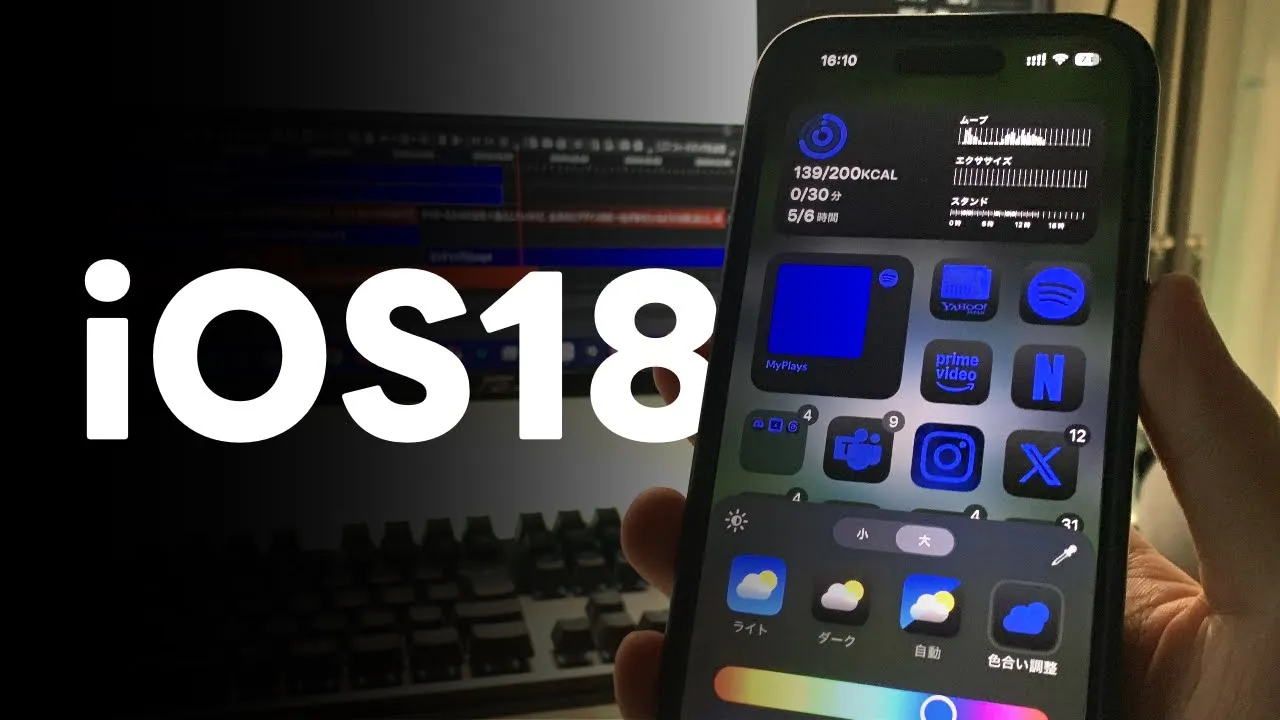 iOS18
16:10
139/200KCAL
0/30分
5/6時間
ムーブ
エクササイズ
スタンド
0時 6時 12時 18時
MyPlays
YAHOO!
JAPAN
prime
video
N
4
T
9
X
12
4
4
31
小 大
ライト
ダーク
自動
色合い調整